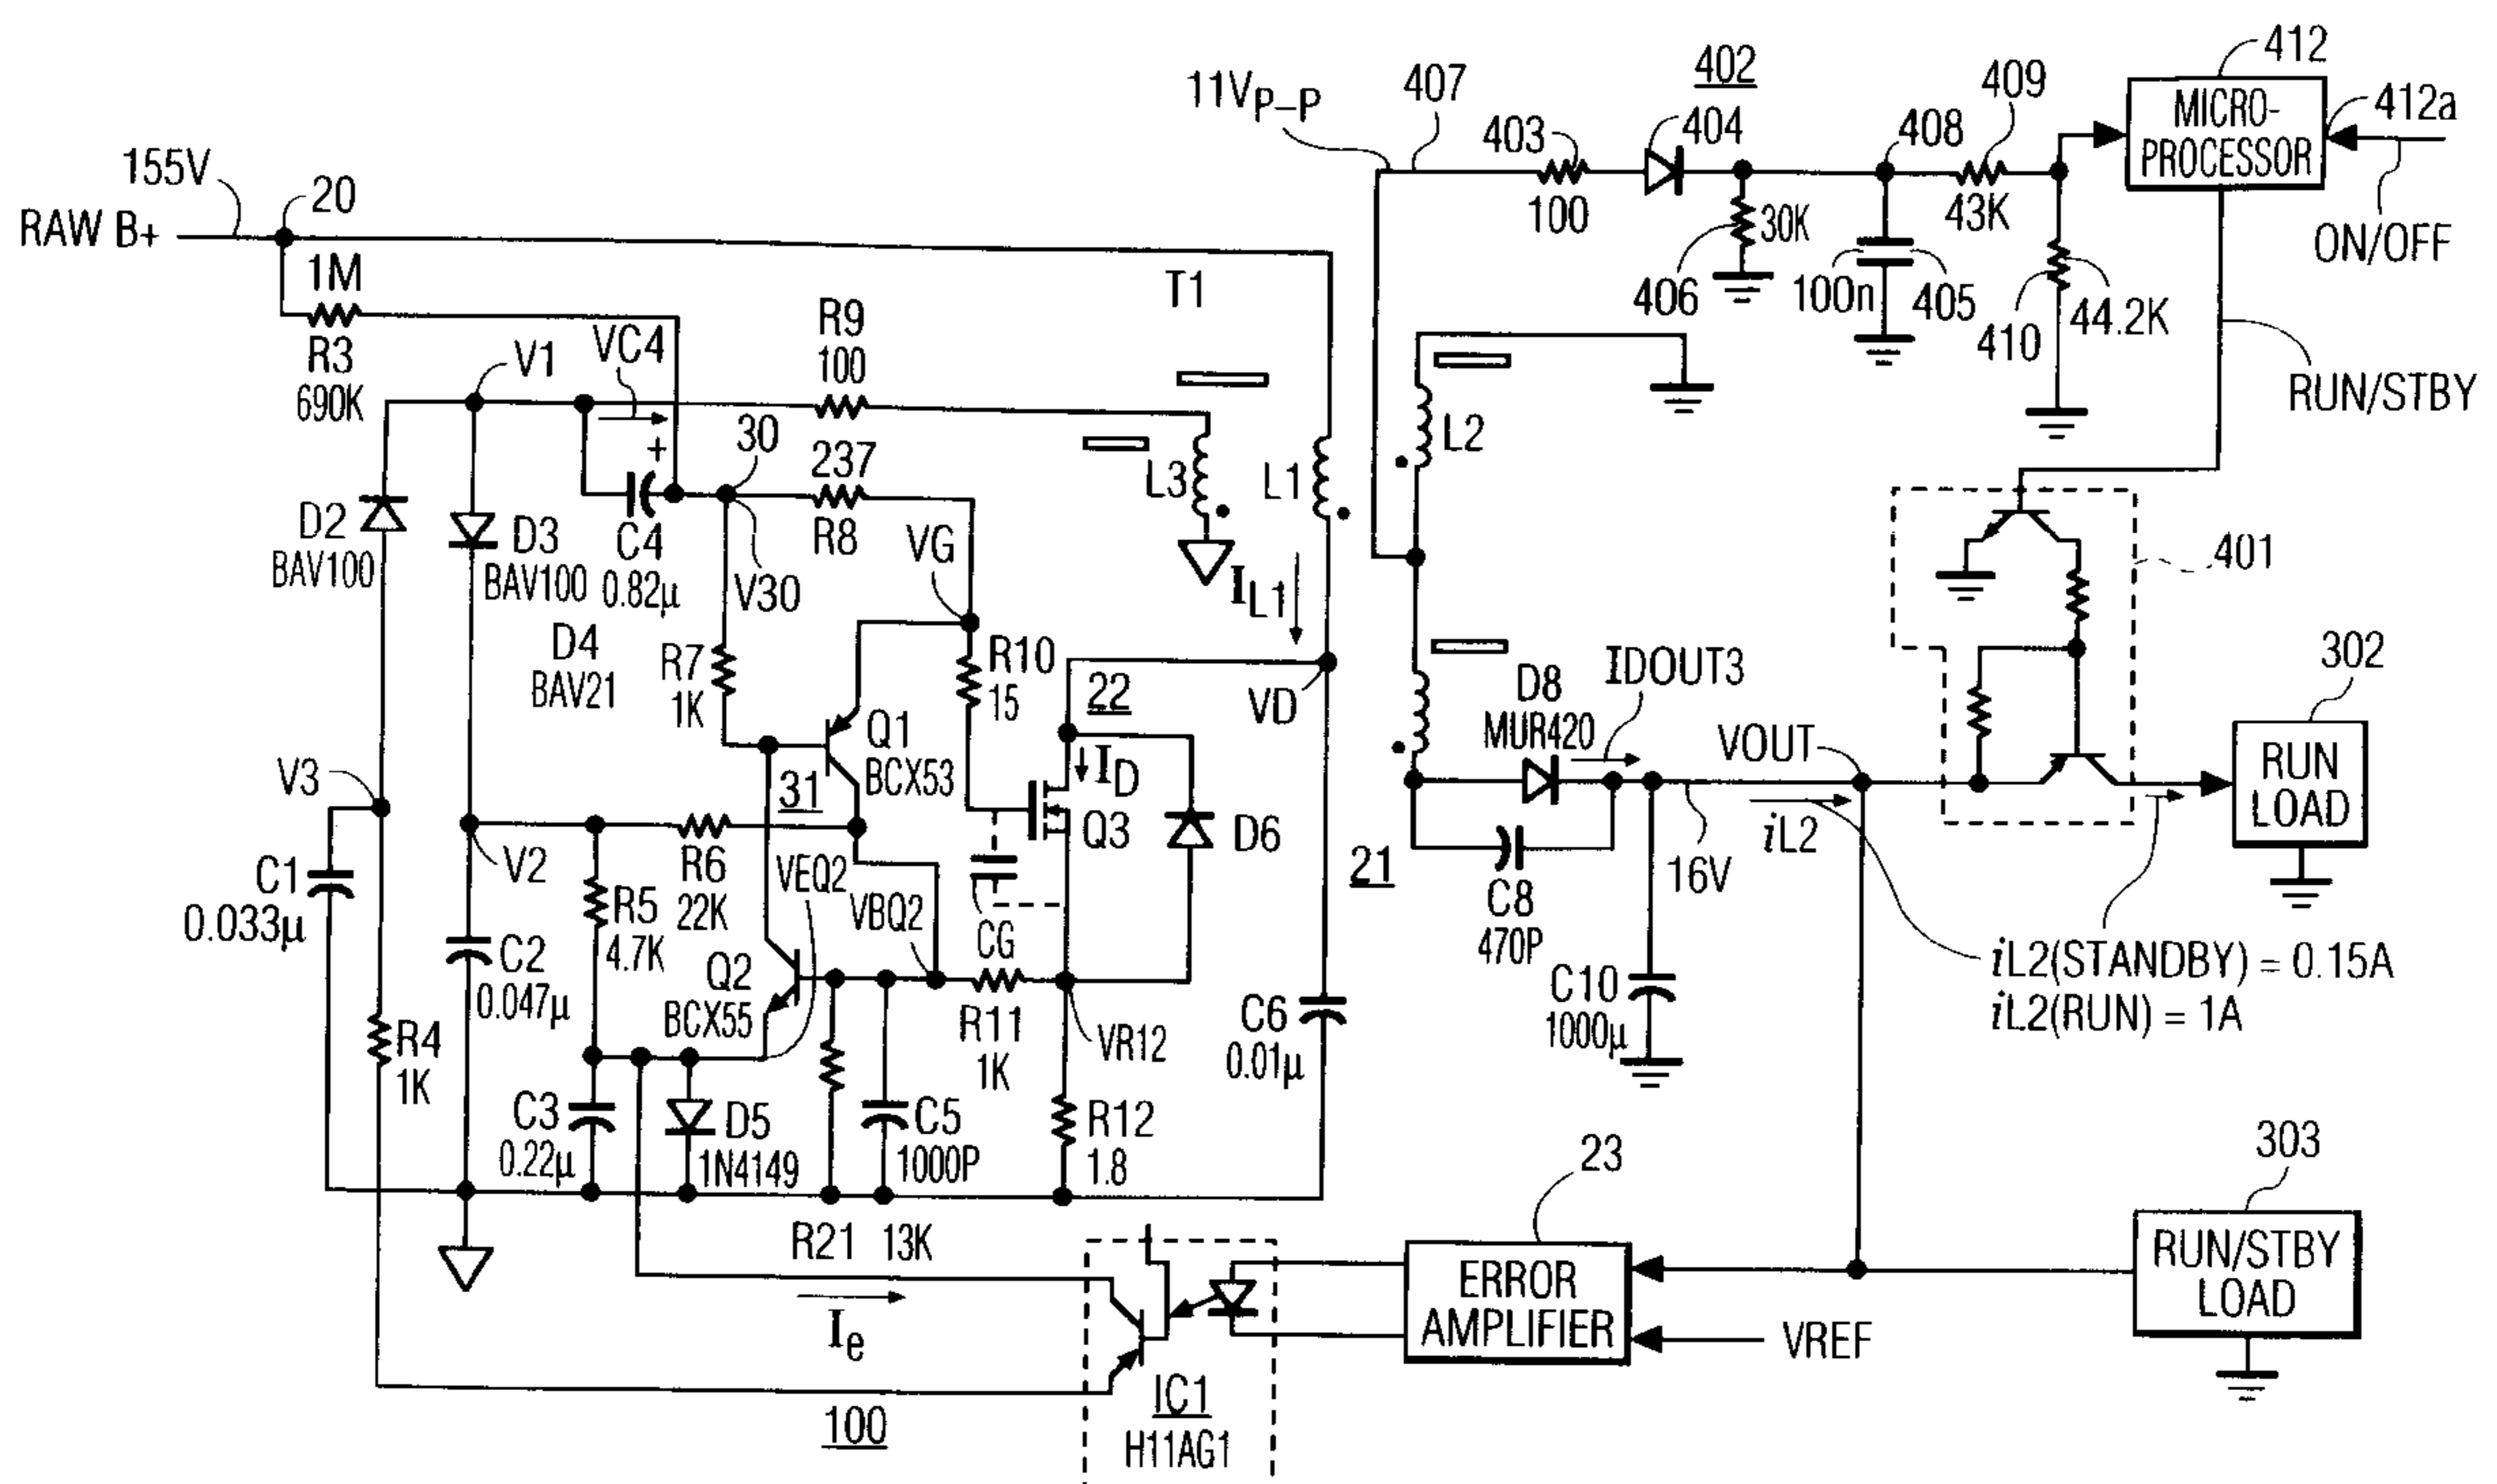 412
402
409
412a
11VP-P
407
403
404
408
MICRO-
PROCESSOR
155V
20
RAW B+
100
43K
30K
ON/OFF
1M
T1
406
100n
405
410
44.2K
R9
100
VC4
V1
R3
690K
RUN/STBY
+
30
237
L3
L1
L2
D2
BAV100
D3
BAV100
C4
0.82μ
R8
VG
V30
IL1
401
D4
BAV21
R7
1K
R10
15
22
VD
D8
MUR420
IDOUT3
302
Q1
BCX53
VOUT
V3
31
ID
Q3
RUN
LOAD
D6
V2
R6
22K
VEQ2
VBQ2
21
iL2
16V
C1
0.033μ
R5
4.7K
CG
C8
470P
C2
0.047μ
Q2
BCX55
R11
1K
VR12
C6
0.01μ
C10
1000μ
iL2(STANDBY) = 0.15A
iL2(RUN) = 1A
R4
1K
C3
0.22μ
D5
1N4149
C5
1000P
R12
1.8
23
303
R21 13K
ERROR
AMPLIFIER
RUN/STBY
LOAD
Ie
VREF
IC1
H11AG1
100